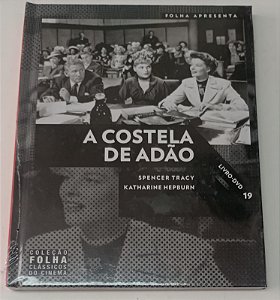 FOLHA APRESENTA
A COSTELA
DE ADÃO
SPENCER TRACY
KATHARINE HEPBURN
LIVRO-DVD
19
COLEÇÃO
FOLHA
CLÁSSICOS
DO CINEMA